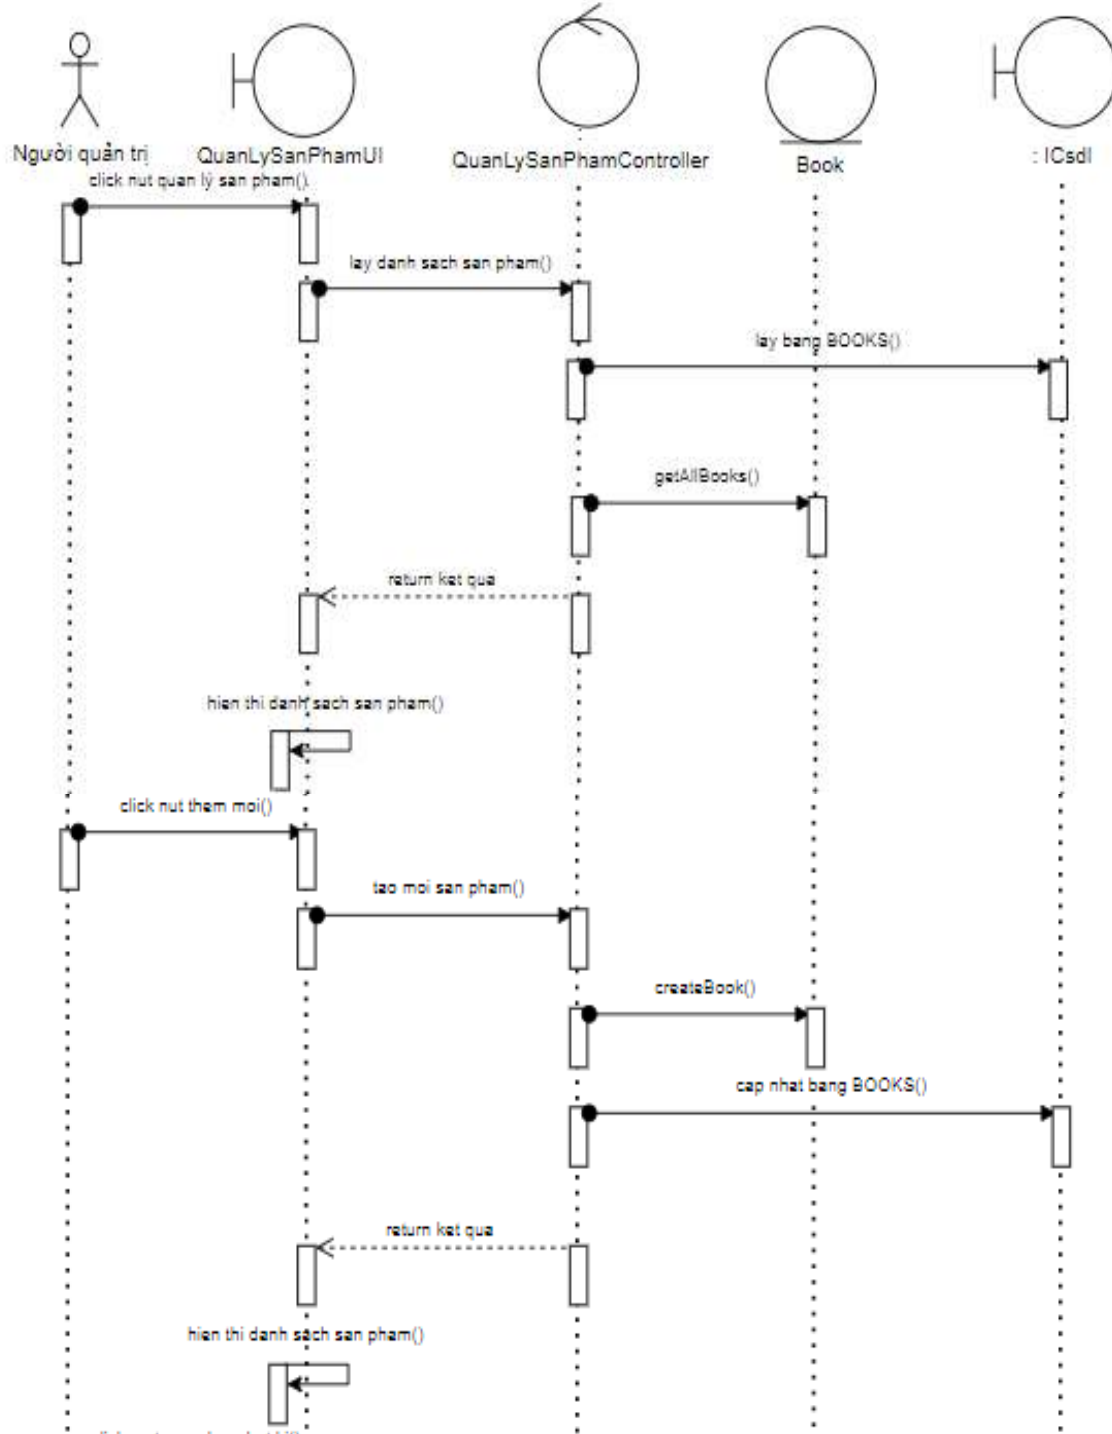 Người quản trị
QuanLySanPhamUI
QuanLySanPhamController
Book
: ICsdl
click nut quan lý san pham()
lay danh sach san pham()
lay bang BOOKS()
getAllBooks()
return ket qua
hien thi danh sach san pham()
click nut them moi()
tao moi san pham()
createBook()
cap nhat bang BOOKS()
return ket qua
hien thi danh sach san pham()